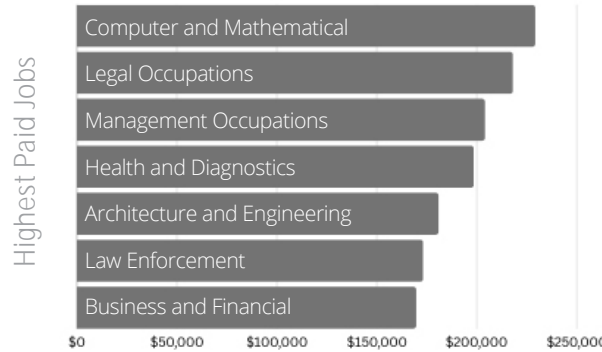 Highest Paid Jobs
Computer and Mathematical
Legal Occupations
Management Occupations
Health and Diagnostics
Architecture and Engineering
Law Enforcement
Business and Financial
$0 $50,000 $100,000 $150,000 $200,000 $250,000